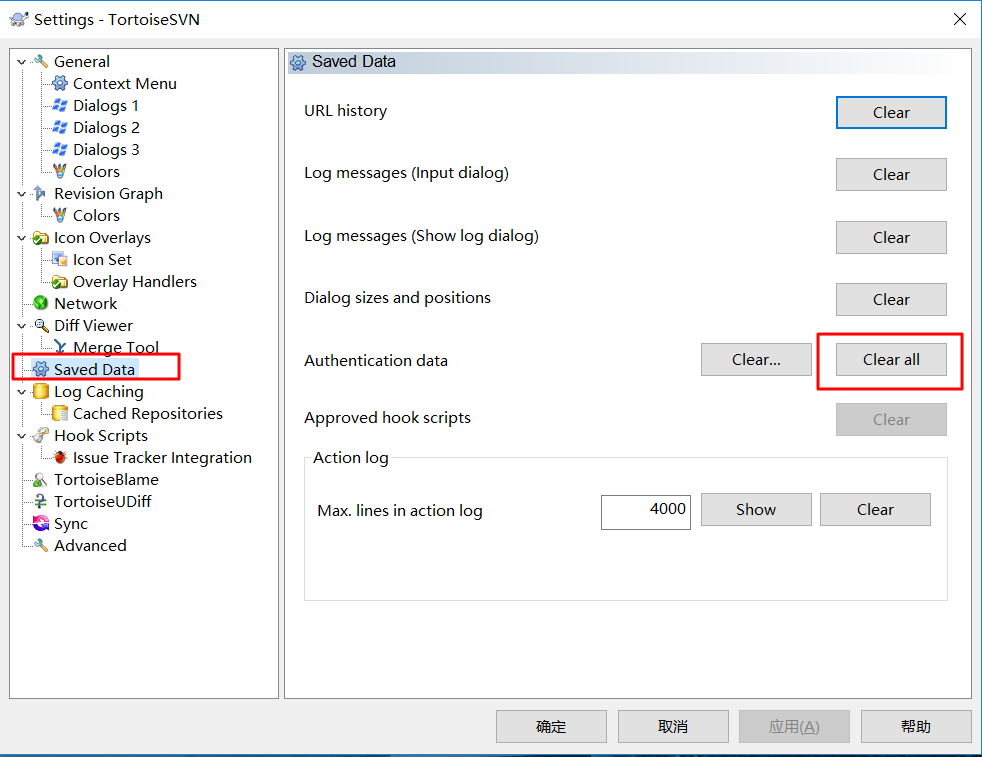 Settings - TortoiseSVN
General
Context Menu
Dialogs 1
Dialogs 2
Dialogs 3
Colors
Revision Graph
Colors
Icon Overlays
Icon Set
Overlay Handlers
Network
Diff Viewer
Merge Tool
Saved Data
Log Caching
Cached Repositories
Hook Scripts
Issue Tracker Integration
TortoiseBlame
TortoiseUDiff
Sync
Advanced
Saved Data
URL history Clear
Log messages (Input dialog) Clear
Log messages (Show log dialog) Clear
Dialog sizes and positions Clear
Authentication data Clear... Clear all
Approved hook scripts Clear
Action log
Max. lines in action log 4000 Show Clear
确定 取消 应用(A) 帮助